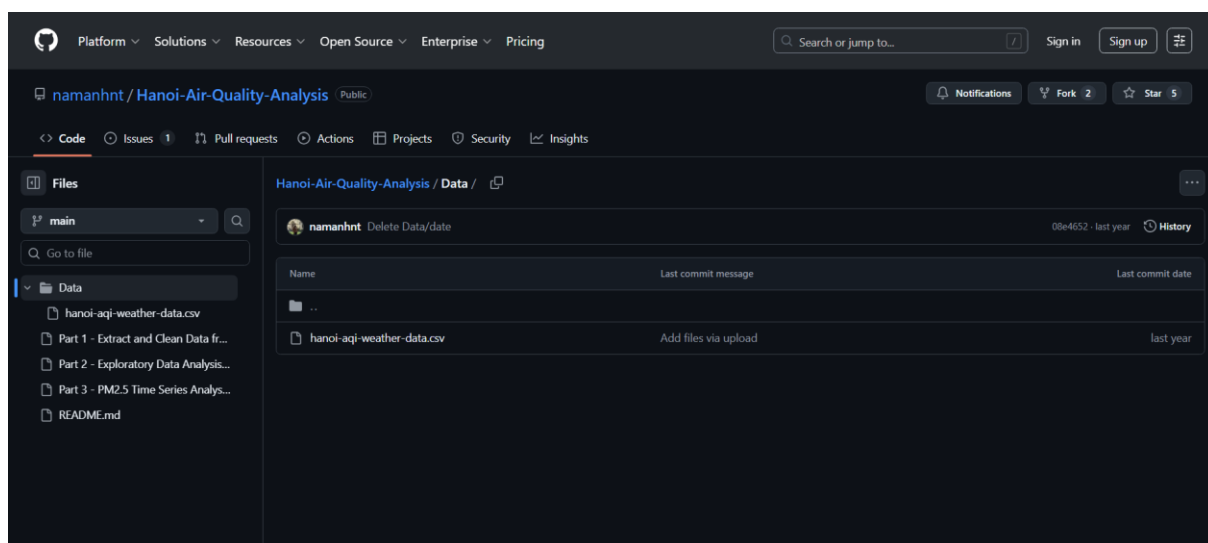 Platform Solutions Resources Open Source Enterprise Pricing Search or jump to... / Sign in Sign up
namanhnt / Hanoi-Air-Quality-Analysis Public Notifications Fork 2 Star 5
<> Code Issues 1 Pull requests Actions Projects Security Insights
Files
main
Go to file
Data
hanoi-aqi-weather-data.csv
Part 1 - Extract and Clean Data fr...
Part 2 - Exploratory Data Analysis...
Part 3 - PM2.5 Time Series Analys...
README.md
Hanoi-Air-Quality-Analysis / Data /
namanhnt Delete Data/date 08e4652 · last year History
Name Last commit message Last commit date
..
hanoi-aqi-weather-data.csv Add files via upload last year